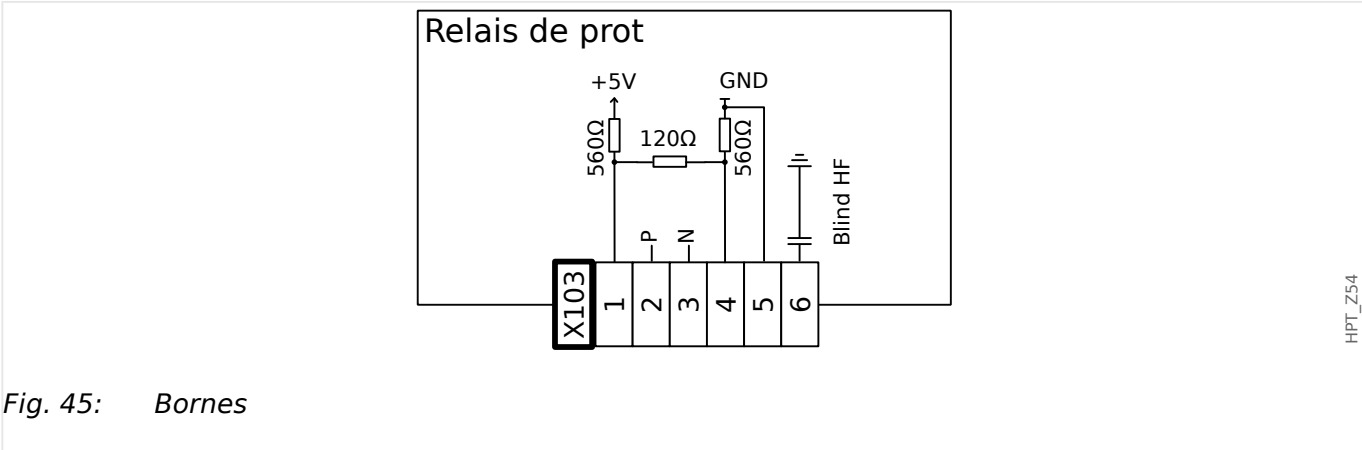 Relais de prot
+5V
GND
560Ω
120Ω
560Ω
Blind HF
P
N
X103
1
2
3
4
5
6
HPT_Z54
Fig. 45: Bornes